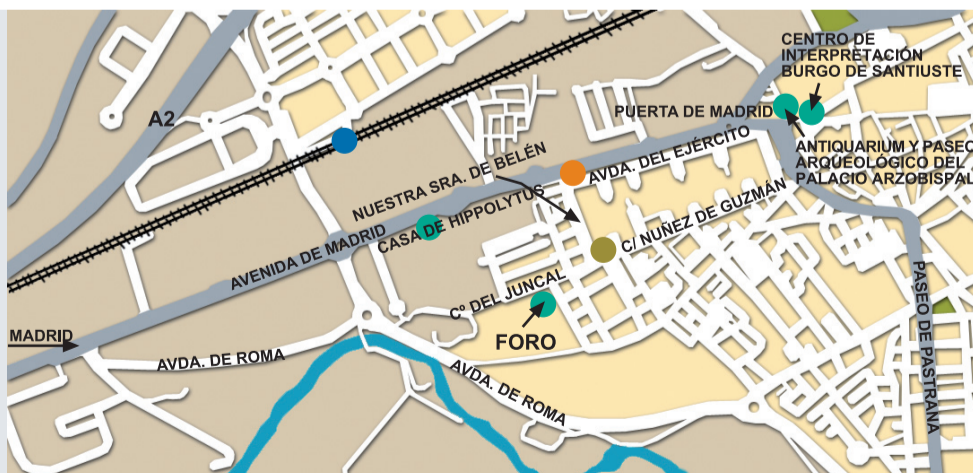 CENTRO DE
INTERPRETACIÓN
BURGO DE SANTIUSTE
A2
PUERTA DE MADRID
ANTIQUARIUM Y PASEO
ARQUEOLÓGICO DEL
PALACIO ARZOBISPAL
NUESTRA SRA. DE BELÉN
AVDA. DEL EJÉRCITO
CASA DE HIPPOLYTUS
C/ NUÑEZ DE GUZMÁN
AVENIDA DE MADRID
Cº DEL JUNCAL
PASEO DE PASTRANA
MADRID
FORO
AVDA. DE ROMA
AVDA. DE ROMA